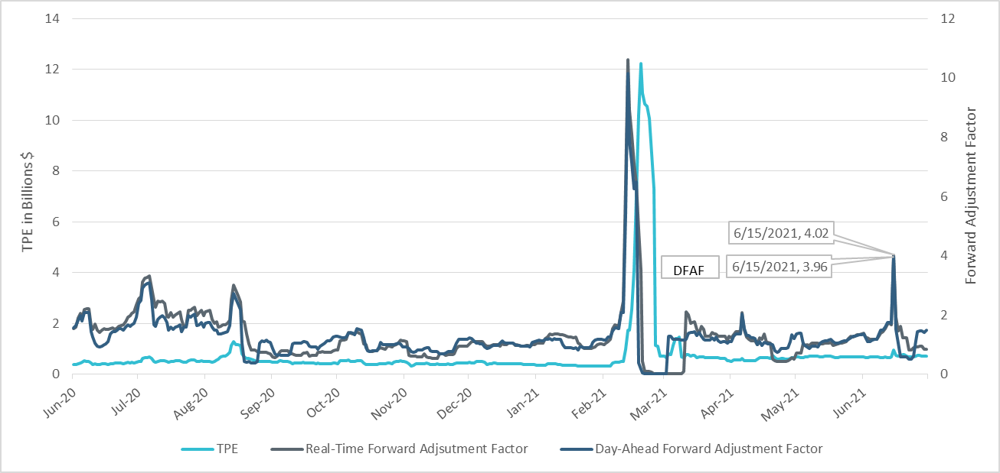 14
12
10
8
6
4
2
0
TPE in Billions $
12
10
8
6
4
2
0
Forward Adjustment Factor
6/15/2021, 4.02
6/15/2021, 3.96
DFAF
Jun-20
Jul-20
Aug-20
Sep-20
Oct-20
Nov-20
Dec-20
Jan-21
Feb-21
Mar-21
Apr-21
May-21
Jun-21
TPE
Real-Time Forward Adjsutment Factor
Day-Ahead Forward Adjustment Factor